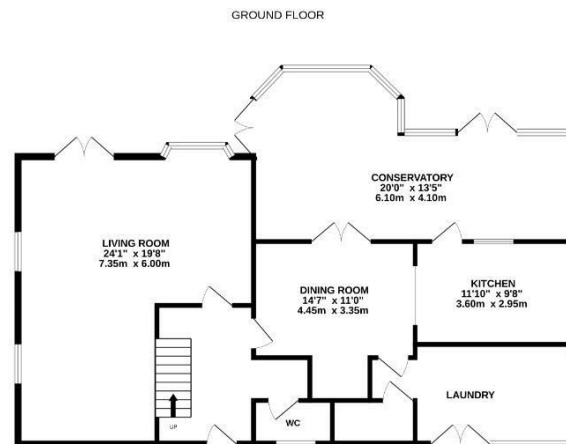 GROUND FLOOR
CONSERVATORY
20'0" x 13'5"
6.10m x 4.10m
LIVING ROOM
24'1" x 19'8"
7.35m x 6.00m
DINING ROOM
14'7" x 11'0"
4.45m x 3.35m
KITCHEN
11'10" x 9'8"
3.60m x 2.95m
LAUNDRY
WC
UP